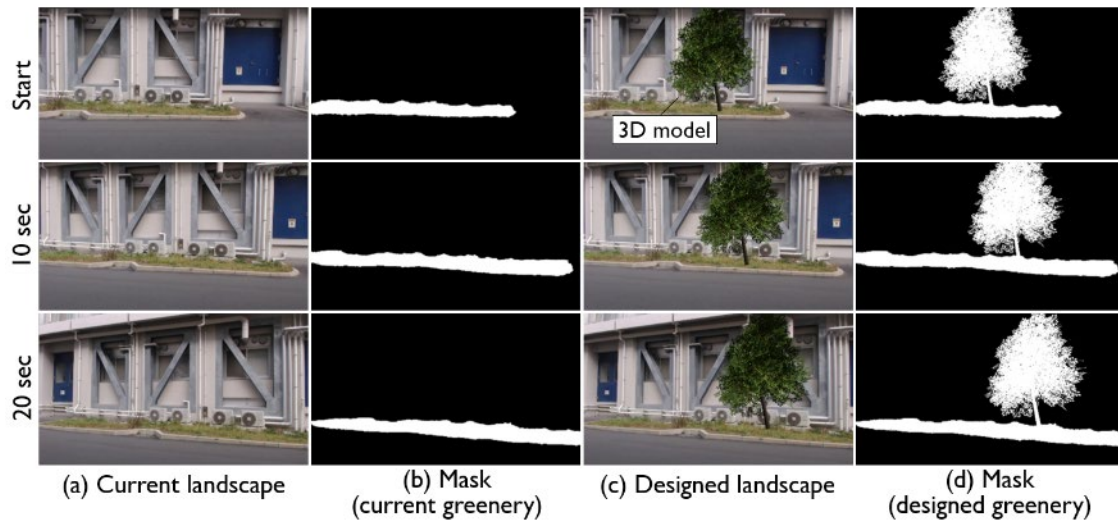 Start
3D model
10 sec
20 sec
(a) Current landscape
(b) Mask
(current greenery)
(c) Designed landscape
(d) Mask
(designed greenery)